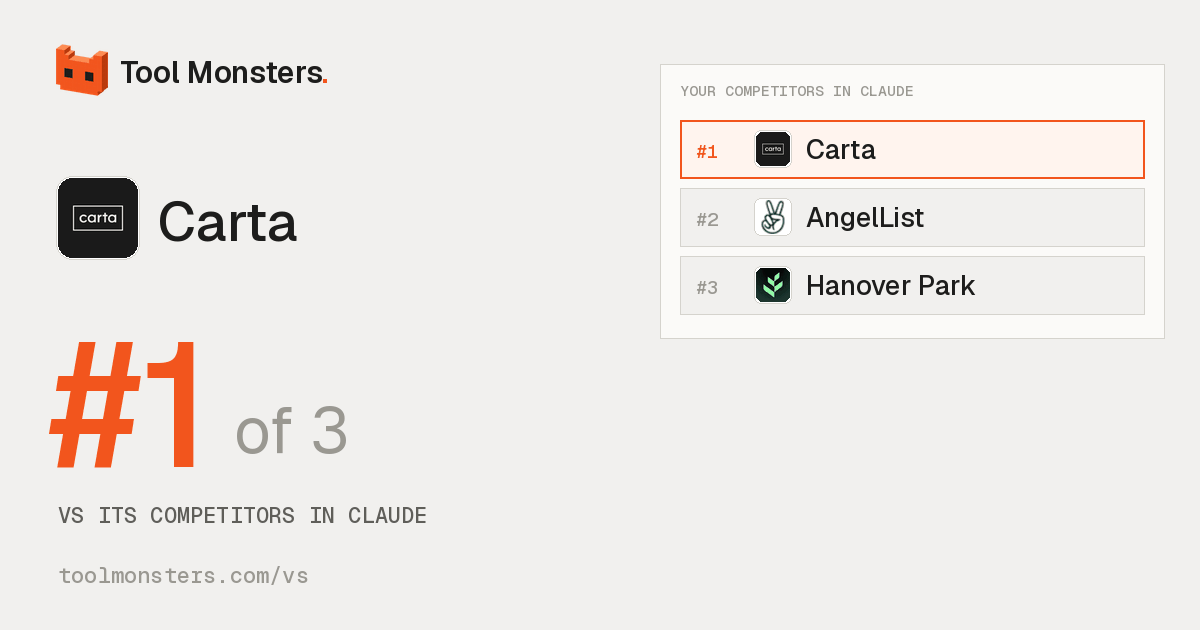 Tool Monsters.
carta
Carta
#1 of 3
VS ITS COMPETITORS IN CLAUDE
toolmonsters.com/vs
YOUR COMPETITORS IN CLAUDE
#1 carta Carta
#2 AngelList
#3 Hanover Park